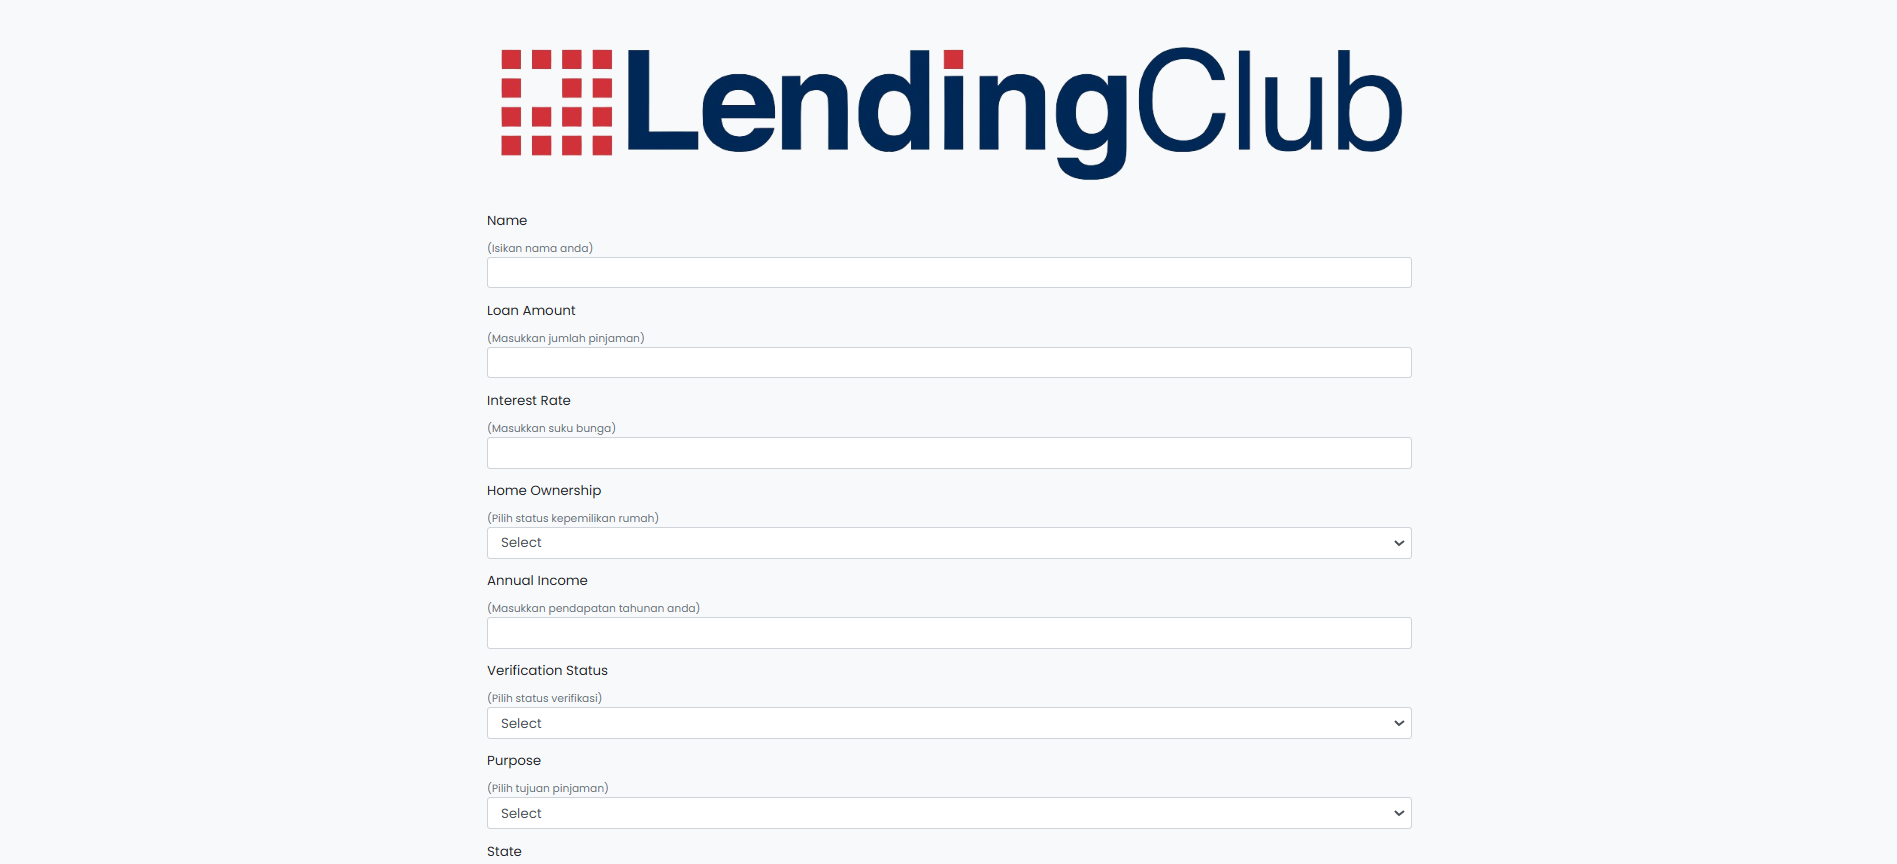 LendingClub
Name
(Isikan nama anda)
Loan Amount
(Masukkan jumlah pinjaman)
Interest Rate
(Masukkan suku bunga)
Home Ownership
(Pilih status kepemilikan rumah)
Select
Annual Income
(Masukkan pendapatan tahunan anda)
Verification Status
(Pilih status verifikasi)
Select
Purpose
(Pilih tujuan pinjaman)
Select
State